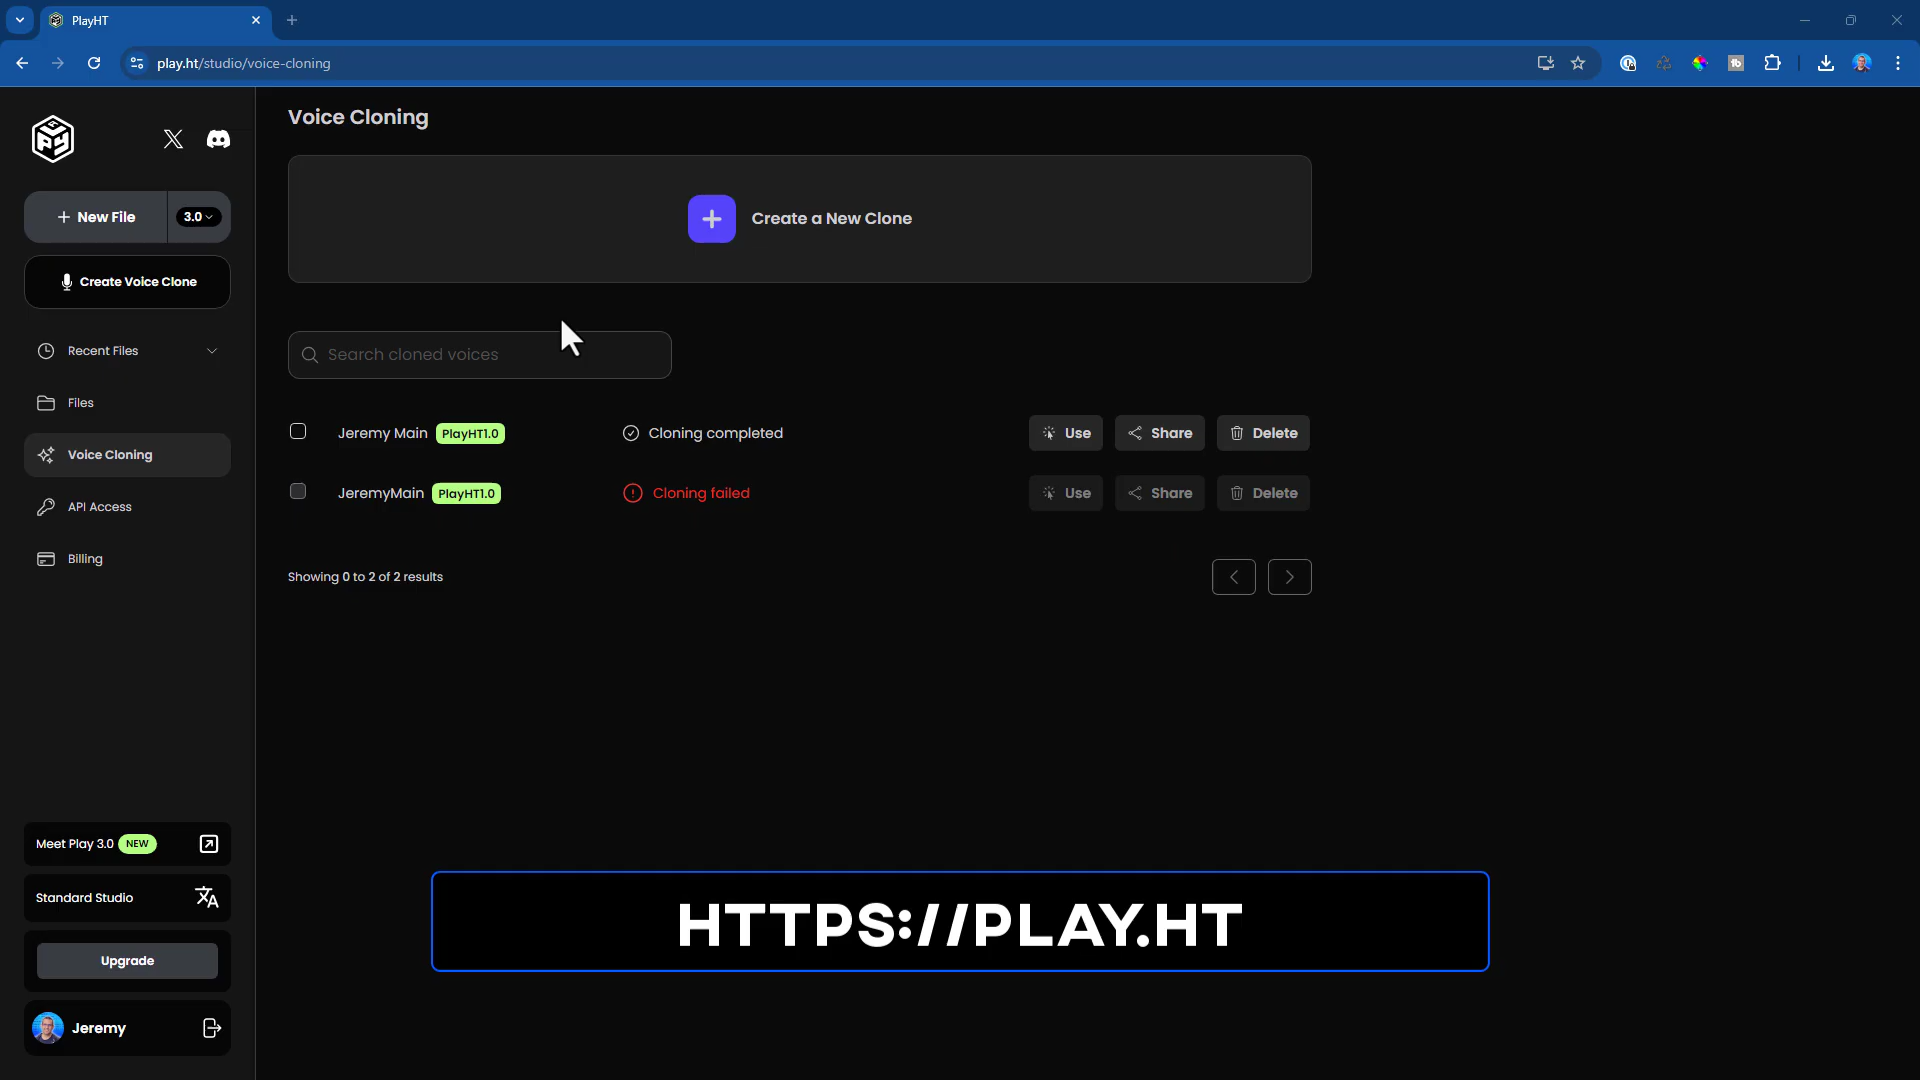 PlayHT
play.ht/studio/voice-cloning
New File
3.0
Create Voice Clone
Recent Files
Files
Voice Cloning
API Access
Billing
Meet Play 3.0 NEW
Standard Studio
Upgrade
Jeremy
Voice Cloning
Create a New Clone
Search cloned voices
Jeremy Main PlayHT1.0 Cloning completed Use Share Delete
JeremyMain PlayHT1.0 Cloning failed Use Share Delete
Showing 0 to 2 of 2 results
HTTPS://PLAY.HT